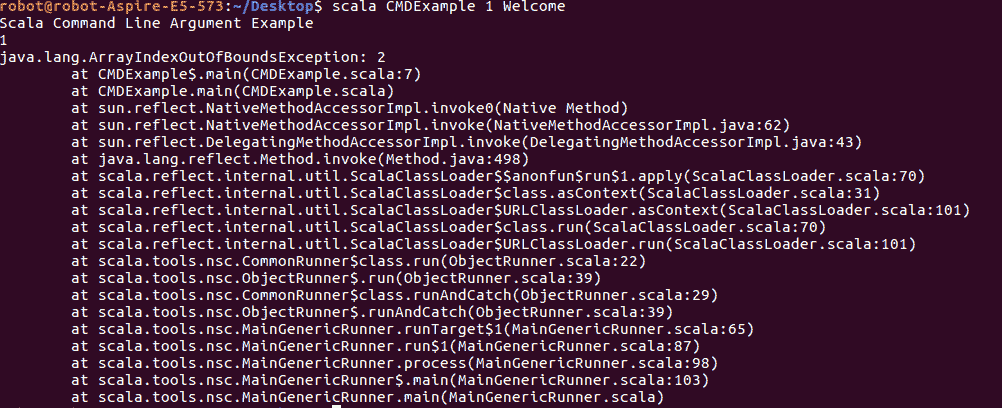 robot@robot-Aspire-E5-573:~/Desktop$ scala CMDExample 1 Welcome
Scala Command Line Argument Example
1
java.lang.ArrayIndexOutOfBoundsException: 2
        at CMDExample$.main(CMDExample.scala:7)
        at CMDExample.main(CMDExample.scala)
        at sun.reflect.NativeMethodAccessorImpl.invoke0(Native Method)
        at sun.reflect.NativeMethodAccessorImpl.invoke(NativeMethodAccessorImpl.java:62)
        at sun.reflect.DelegatingMethodAccessorImpl.invoke(DelegatingMethodAccessorImpl.java:43)
        at java.lang.reflect.Method.invoke(Method.java:498)
        at scala.reflect.internal.util.ScalaClassLoader$$anonfun$run$1.apply(ScalaClassLoader.scala:70)
        at scala.reflect.internal.util.ScalaClassLoader$class.asContext(ScalaClassLoader.scala:31)
        at scala.reflect.internal.util.ScalaClassLoader$URLClassLoader.asContext(ScalaClassLoader.scala:101)
        at scala.reflect.internal.util.ScalaClassLoader$class.run(ScalaClassLoader.scala:70)
        at scala.reflect.internal.util.ScalaClassLoader$URLClassLoader.run(ScalaClassLoader.scala:101)
        at scala.tools.nsc.CommonRunner$class.run(ObjectRunner.scala:22)
        at scala.tools.nsc.ObjectRunner$.run(ObjectRunner.scala:39)
        at scala.tools.nsc.CommonRunner$class.runAndCatch(ObjectRunner.scala:29)
        at scala.tools.nsc.ObjectRunner$.runAndCatch(ObjectRunner.scala:39)
        at scala.tools.nsc.MainGenericRunner.runTarget$1(MainGenericRunner.scala:65)
        at scala.tools.nsc.MainGenericRunner.run$1(MainGenericRunner.scala:87)
        at scala.tools.nsc.MainGenericRunner.process(MainGenericRunner.scala:98)
        at scala.tools.nsc.MainGenericRunner$.main(MainGenericRunner.scala:103)
        at scala.tools.nsc.MainGenericRunner.main(MainGenericRunner.scala)